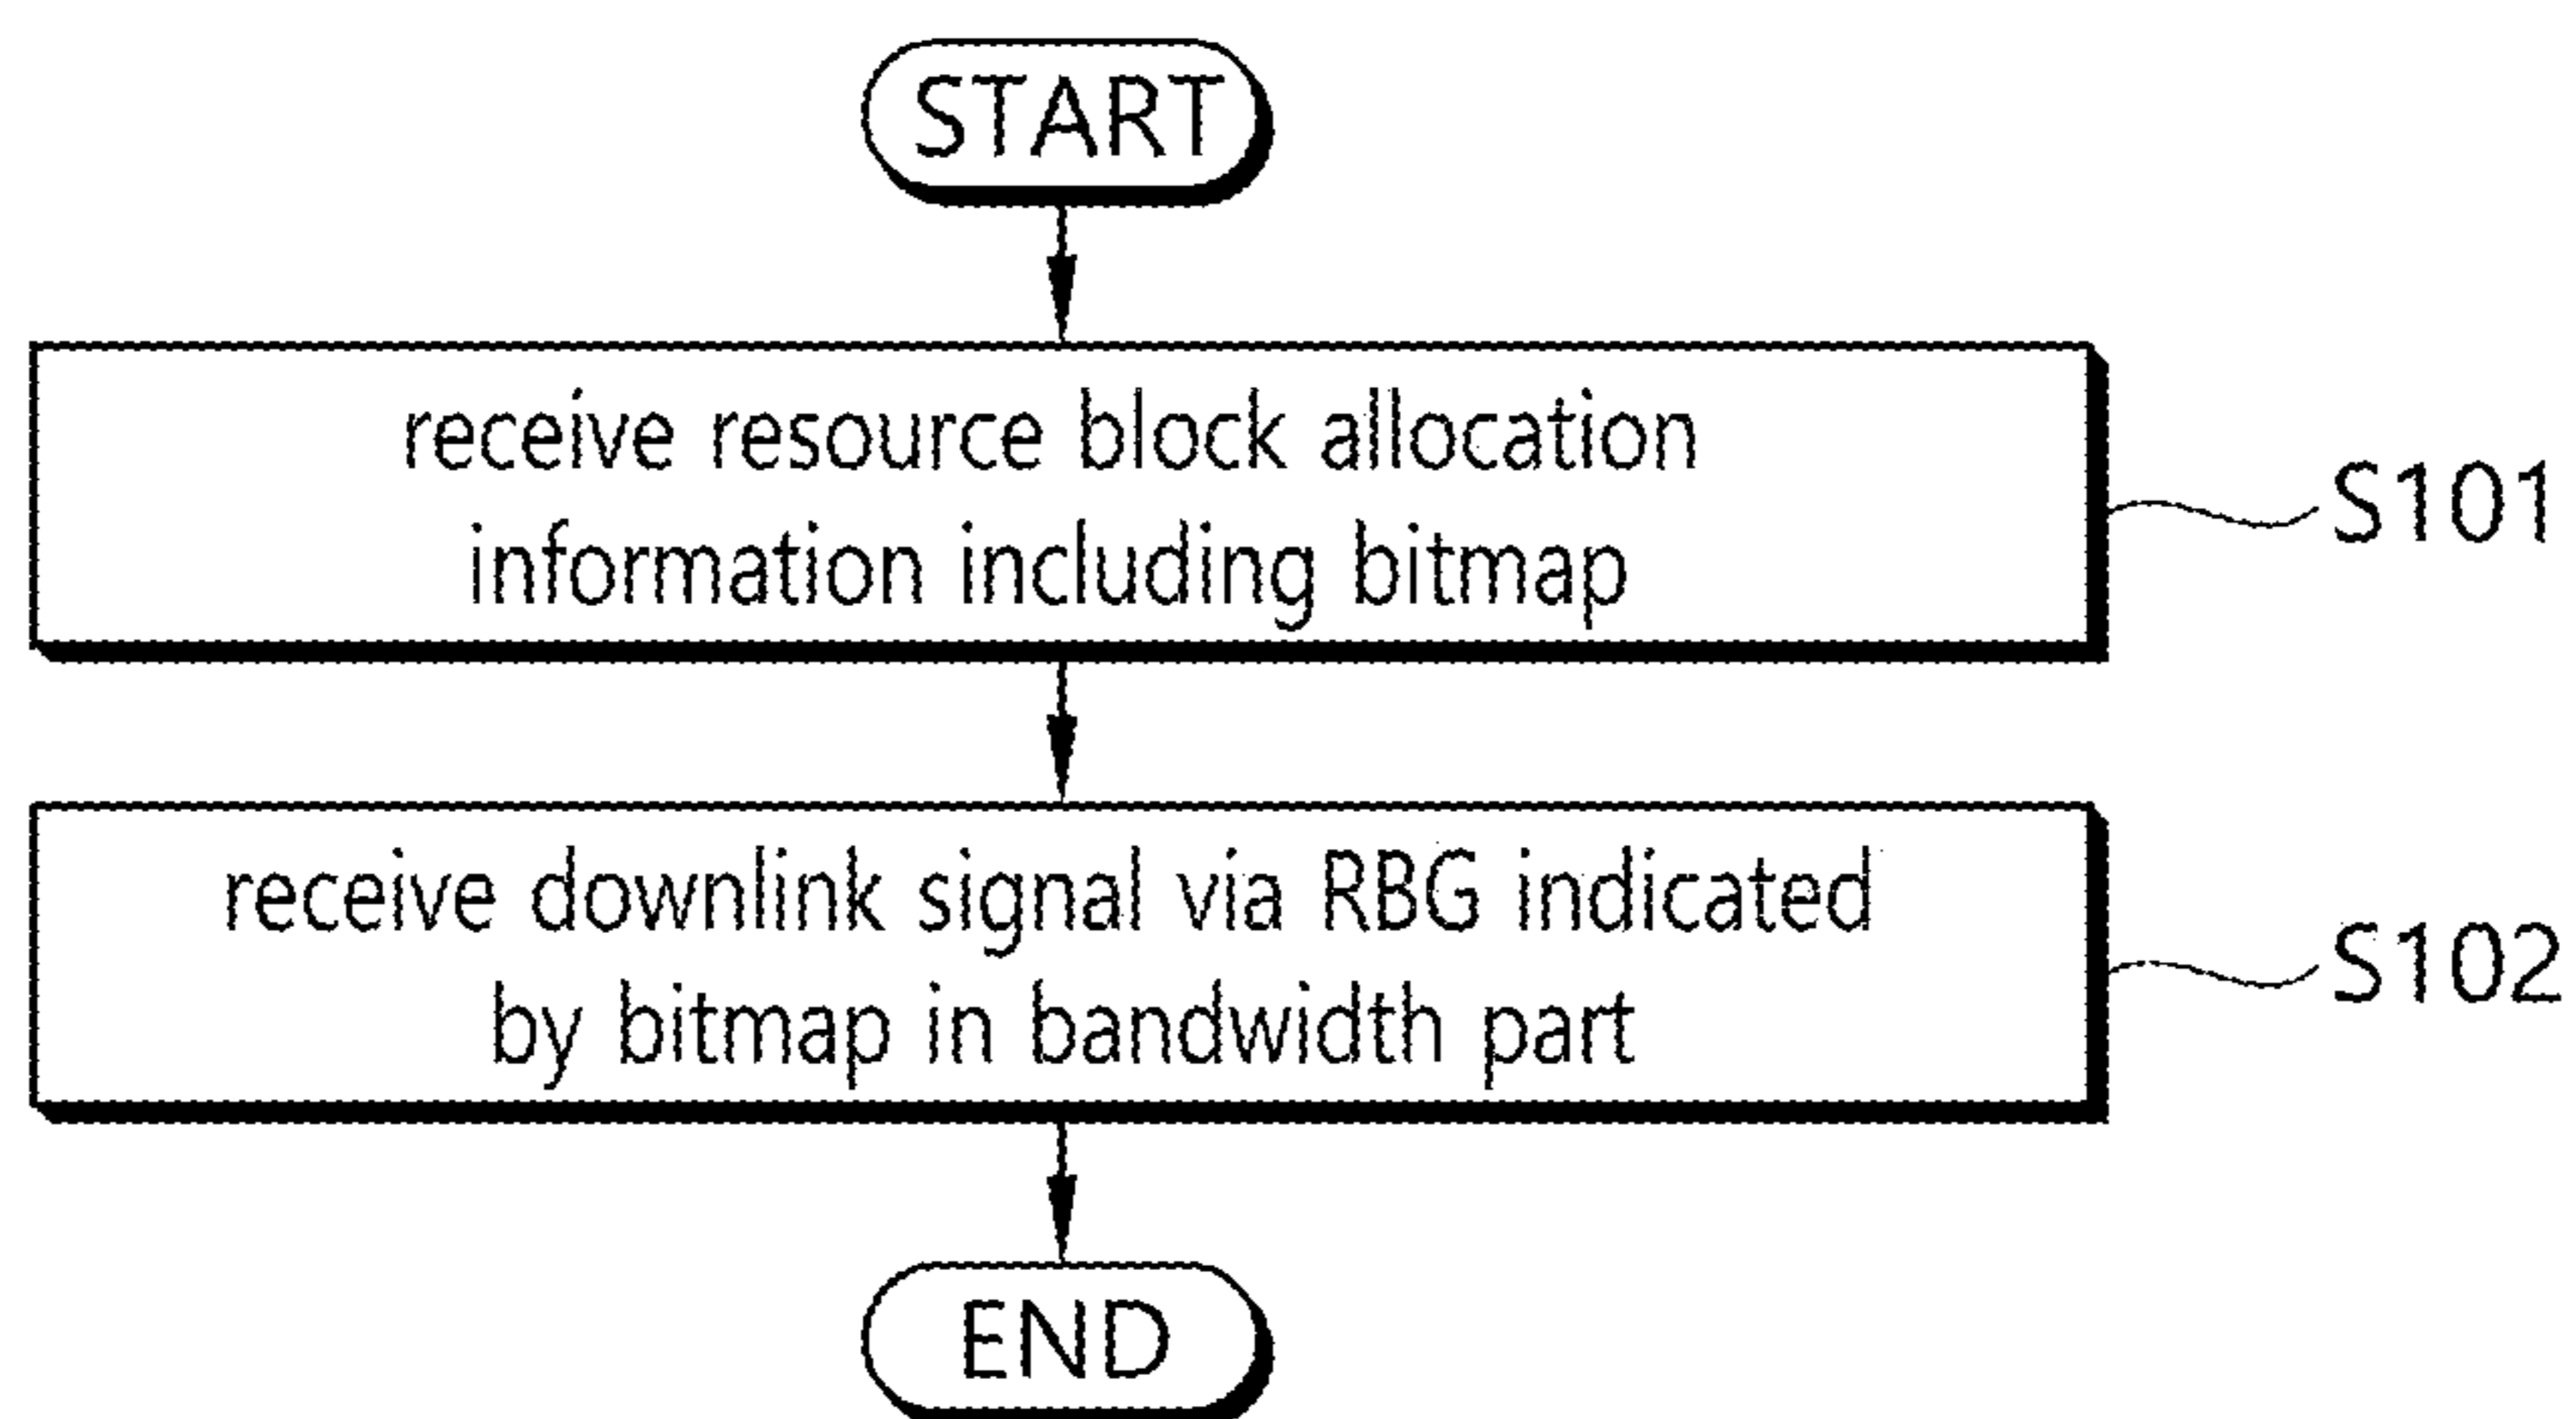 START
receive resource block allocation
information including bitmap
S101
receive downlink signal via RBG indicated
by bitmap in bandwidth part
S102
END